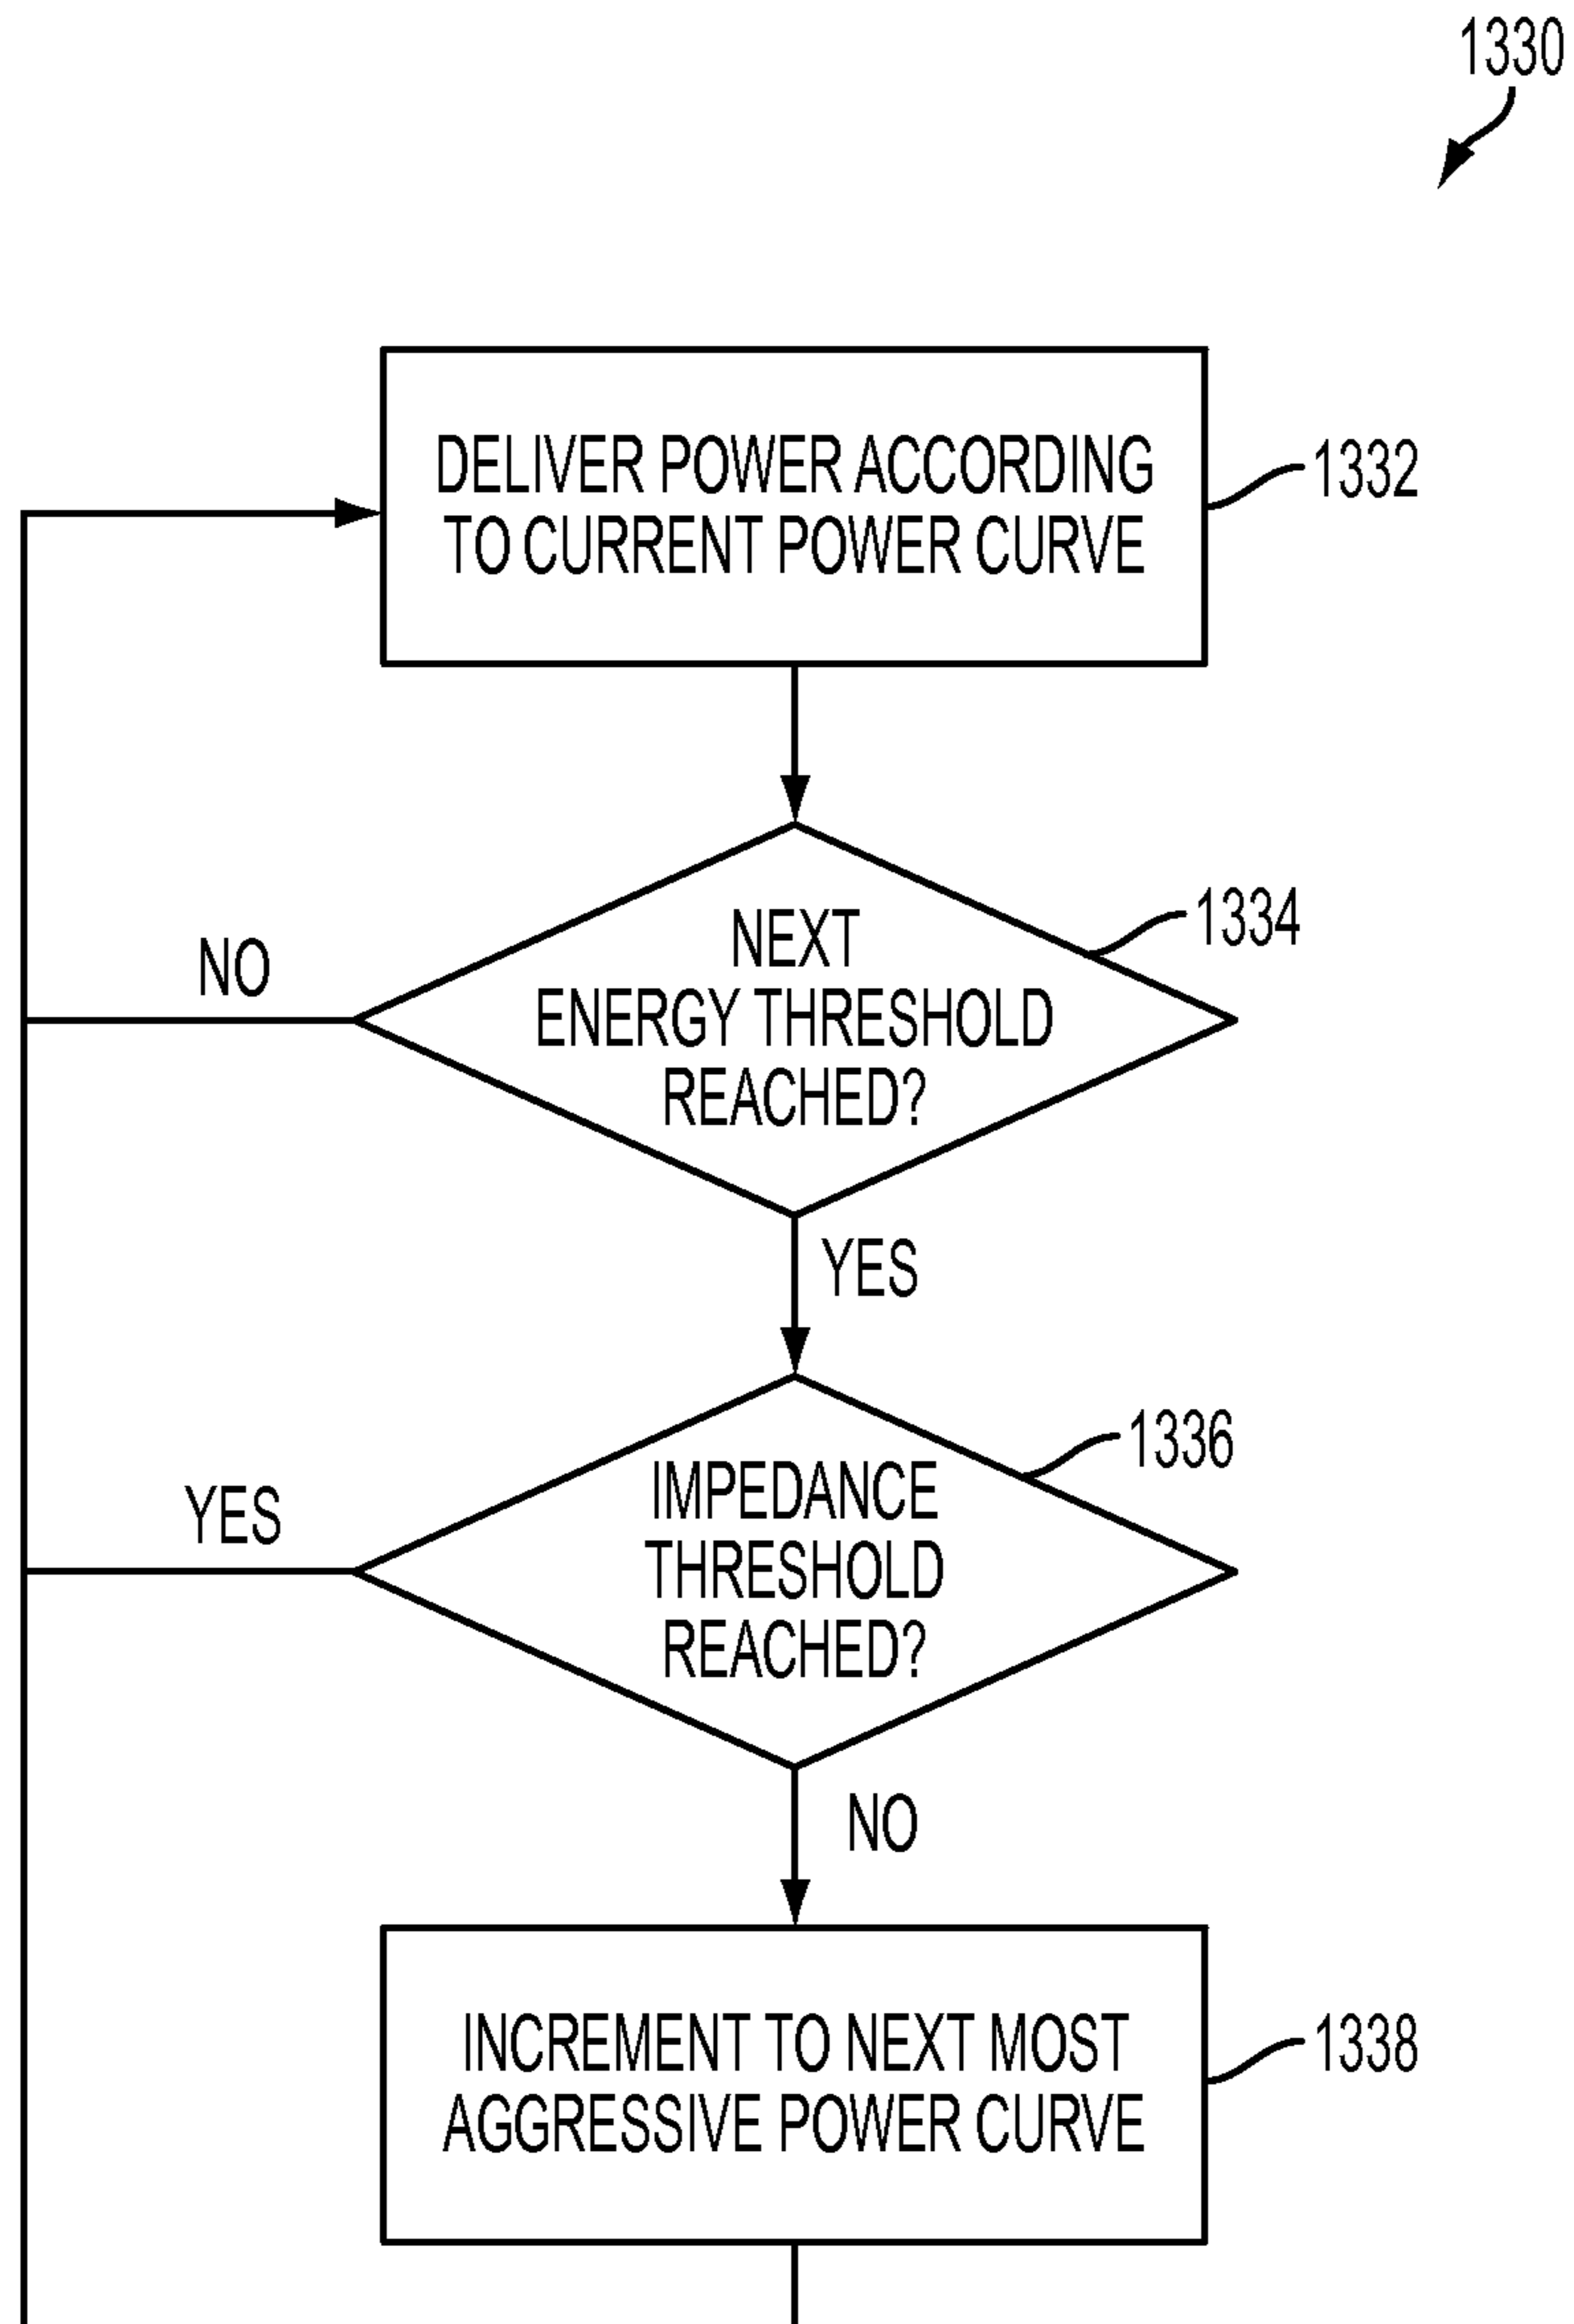 1330
DELIVER POWER ACCORDING
TO CURRENT POWER CURVE
1332
NEXT
ENERGY THRESHOLD
REACHED?
1334
NO
YES
IMPEDANCE
THRESHOLD
REACHED?
1336
YES
NO
INCREMENT TO NEXT MOST
AGGRESSIVE POWER CURVE
1338